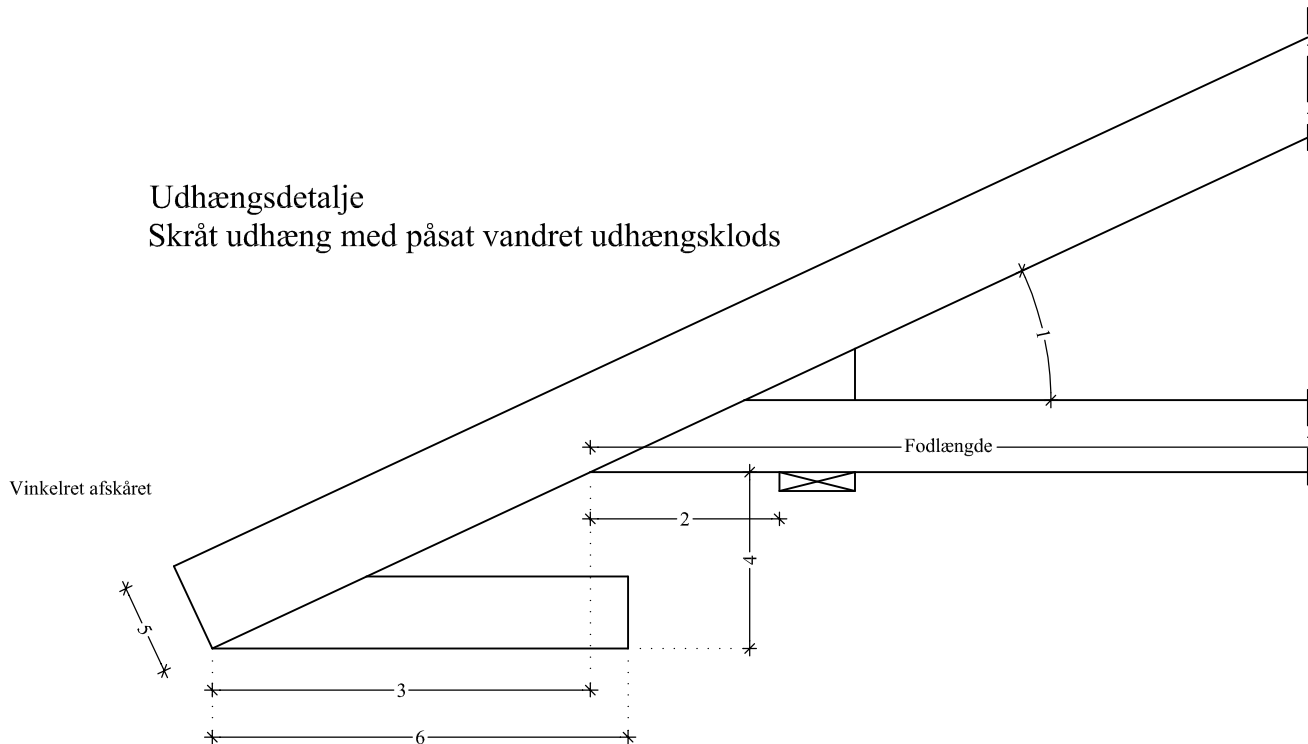 Udhængsdetalje
Skråt udhæng med påsat vandret udhængsklods
1
Fodlængde
Vinkelret afskåret
2
4
5
3
6